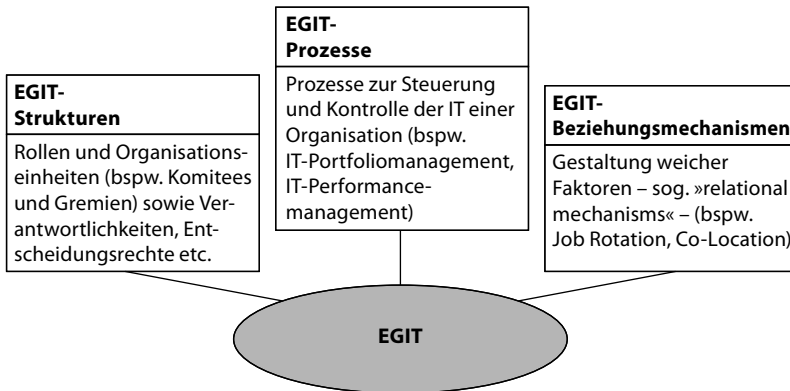 EGIT-
Strukturen
Rollen und Organisations-
einheiten (bspw. Komitees
und Gremien) sowie Ver-
antwortlichkeiten, Ent-
scheidungsrechte etc.
EGIT-
Prozesse
Prozesse zur Steuerung
und Kontrolle der IT einer
Organisation (bspw.
IT-Portfoliomanagement,
IT-Performance-
management)
EGIT-
Beziehungsmechanismen
Gestaltung weicher
Faktoren – sog. »relational
mechanisms« – (bspw.
Job Rotation, Co-Location)
EGIT